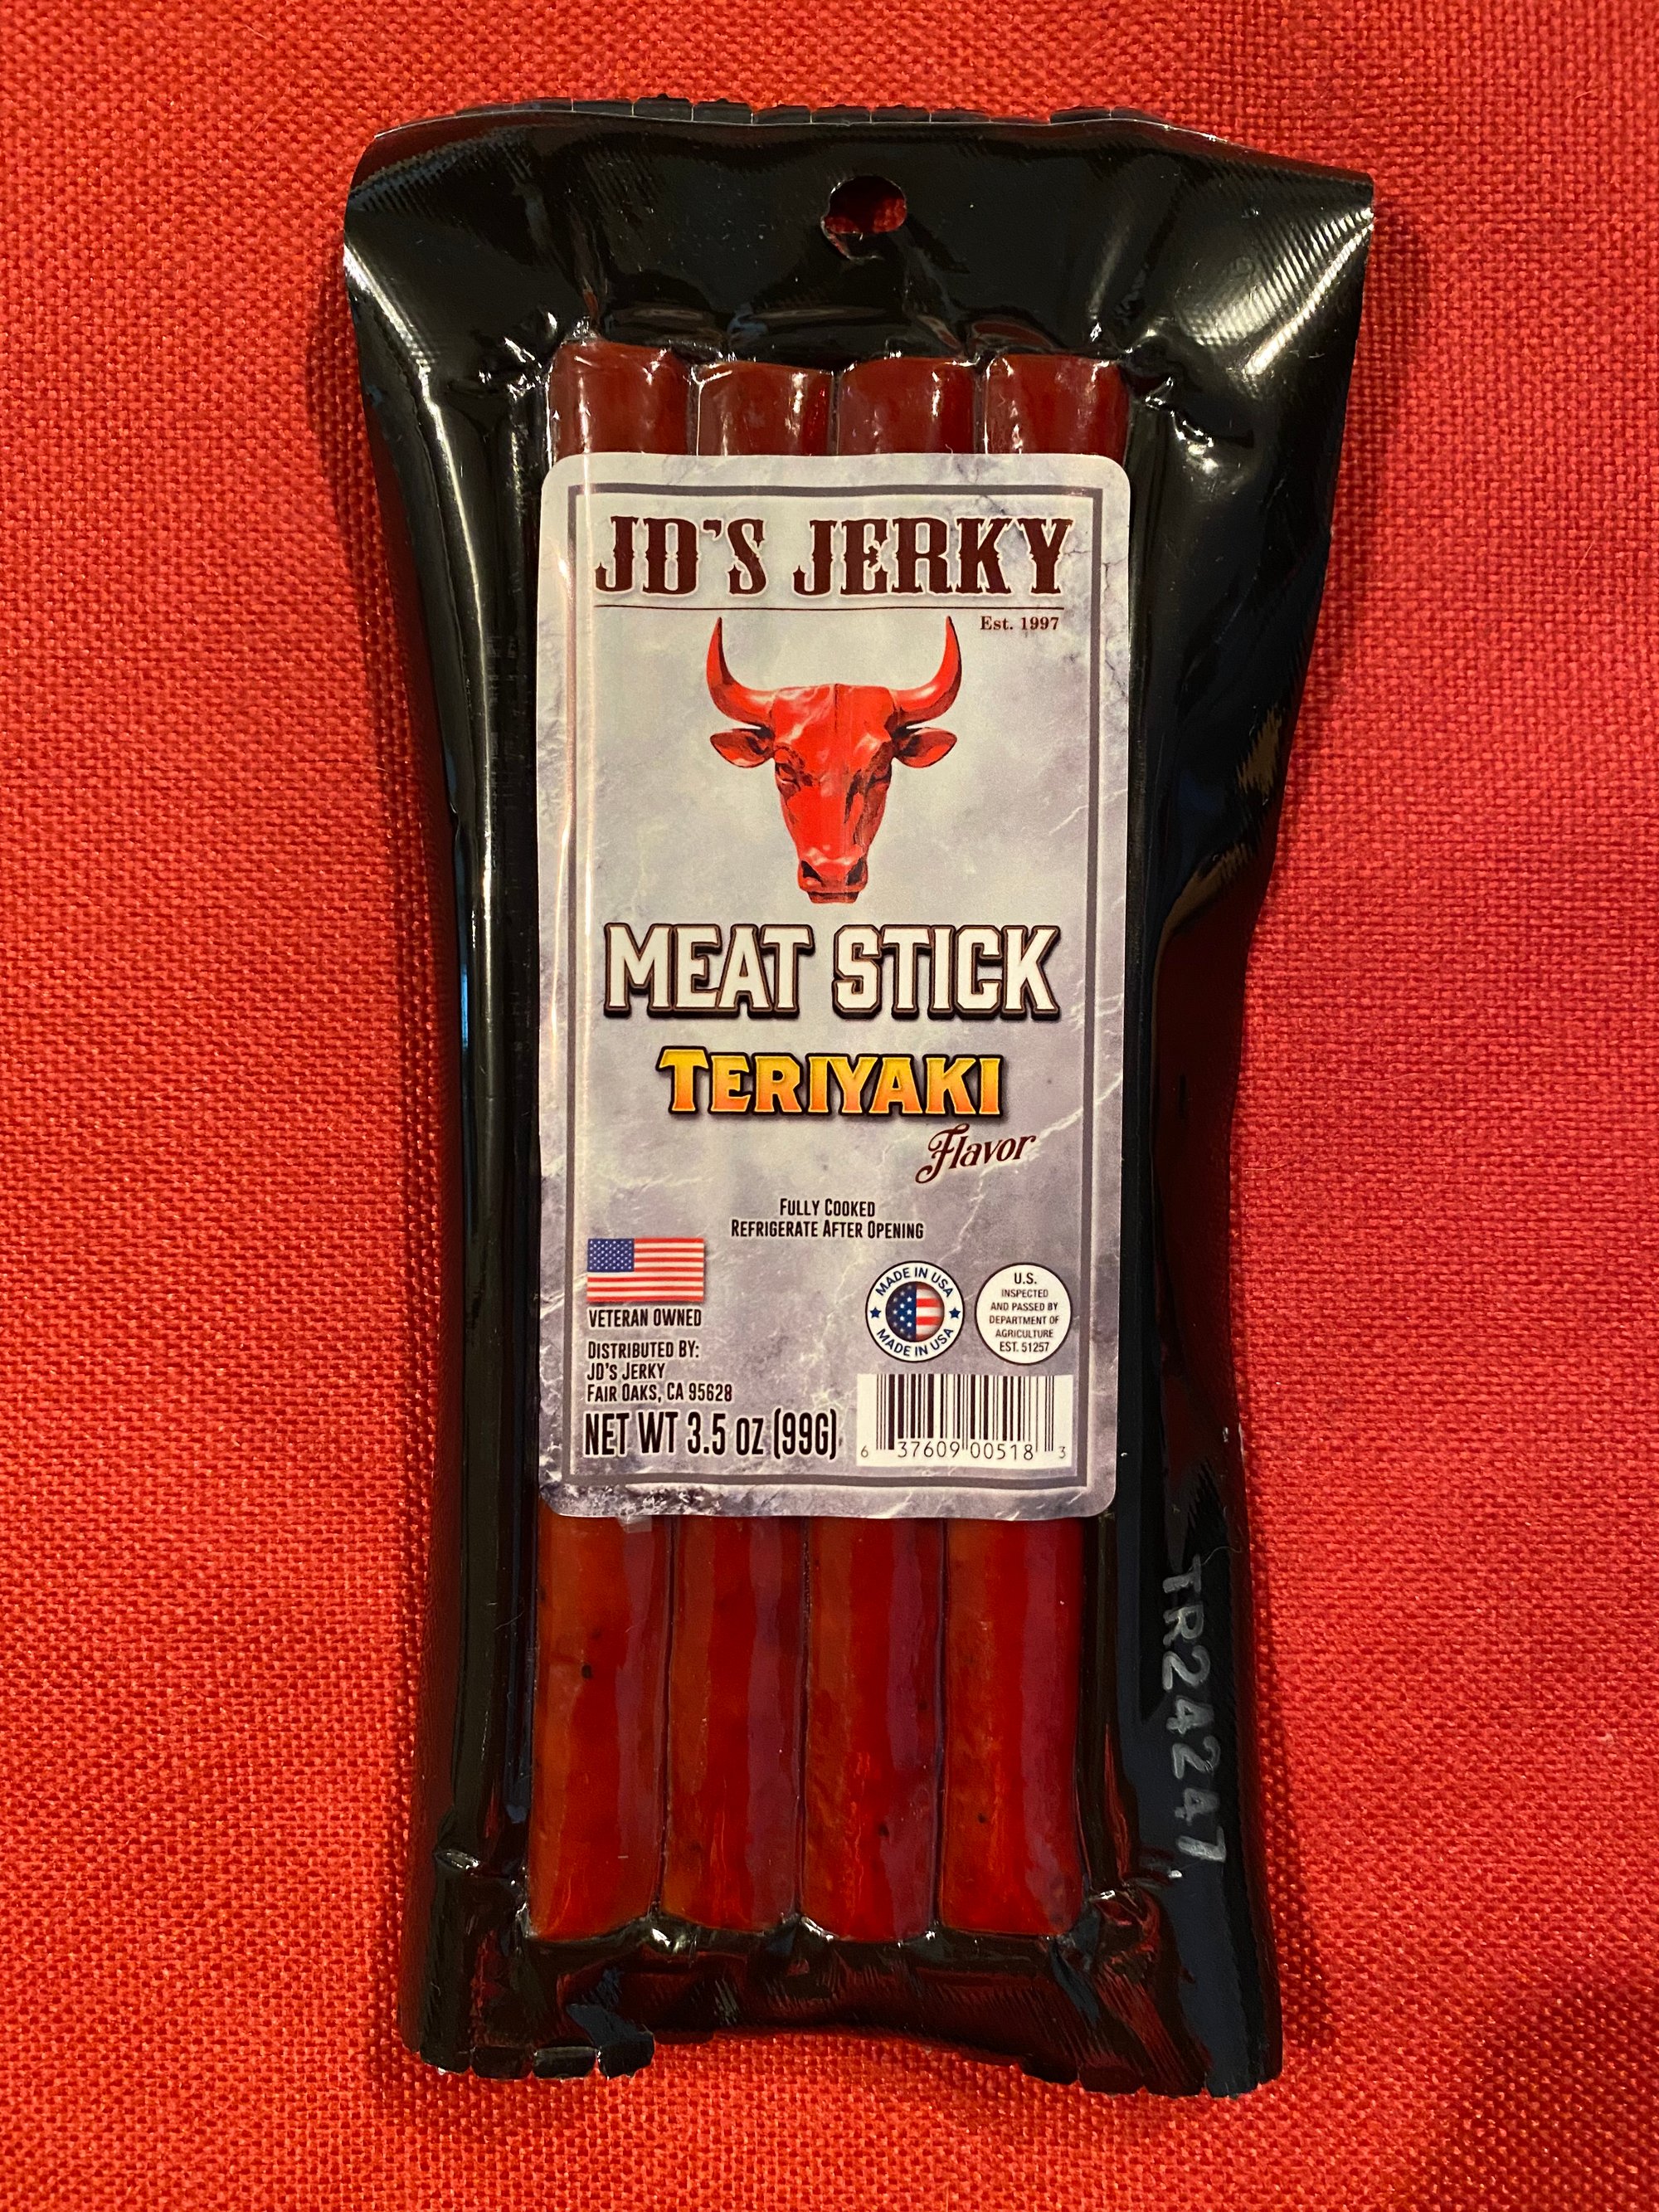 JD'S JERKY
Est. 1997
MEAT STICK
TERIYAKI
Flavor
FULLY COOKED
REFRIGERATE AFTER OPENING
VETERAN OWNED
DISTRIBUTED BY:
JD'S JERKY
FAIR OAKS, CA 95628
NET WT 3.5 OZ (99G)
MADE IN USA
MADE IN USA
U.S.
INSPECTED
AND PASSED BY
DEPARTMENT OF
AGRICULTURE
EST. 51257
6 37609 00518 3
TR24247